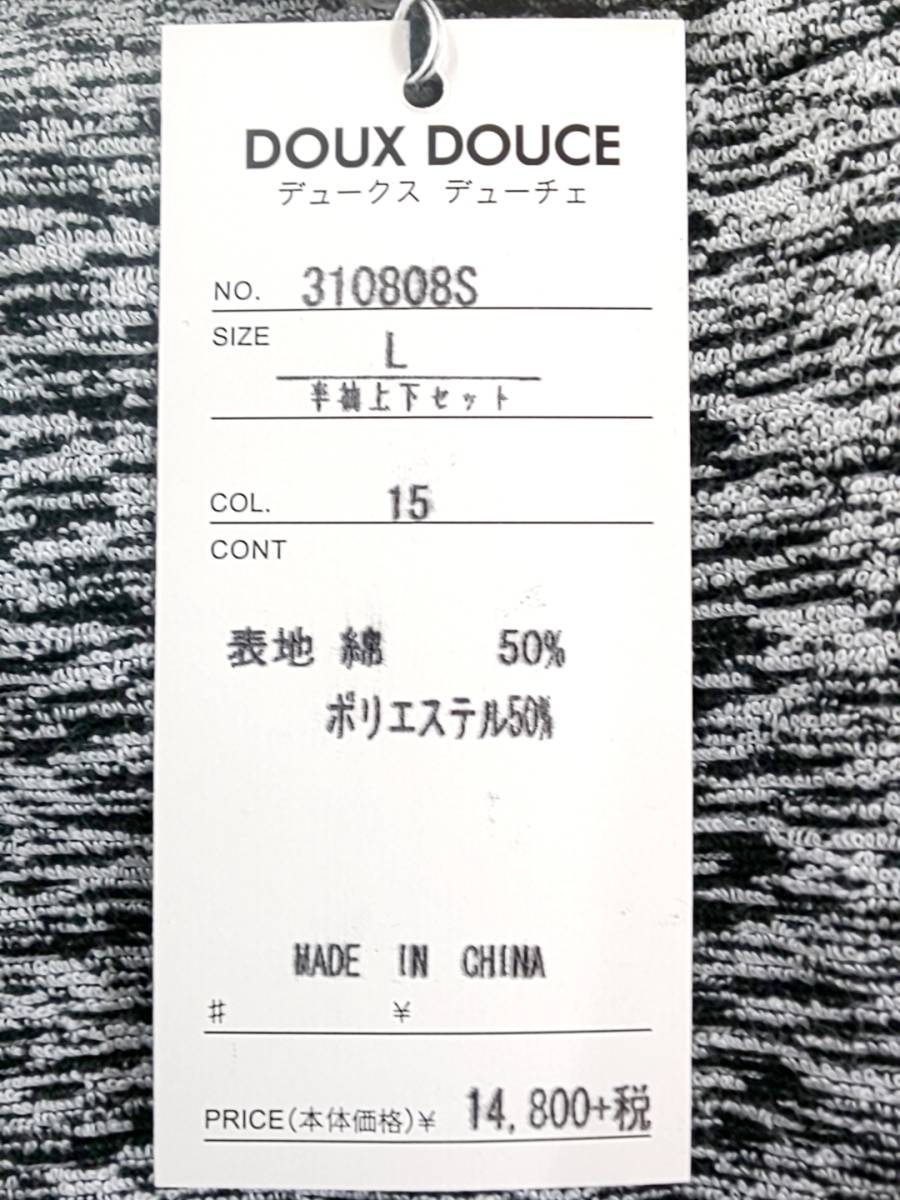 DOUX DOUCE
デュークス デューチェ
NO. 310808S
SIZE L
半袖上下セット
COL. 15
CONT
表地 綿 50%
ポリエステル50%
MADE IN CHINA
# ¥
PRICE(本体価格)¥ 14,800+税